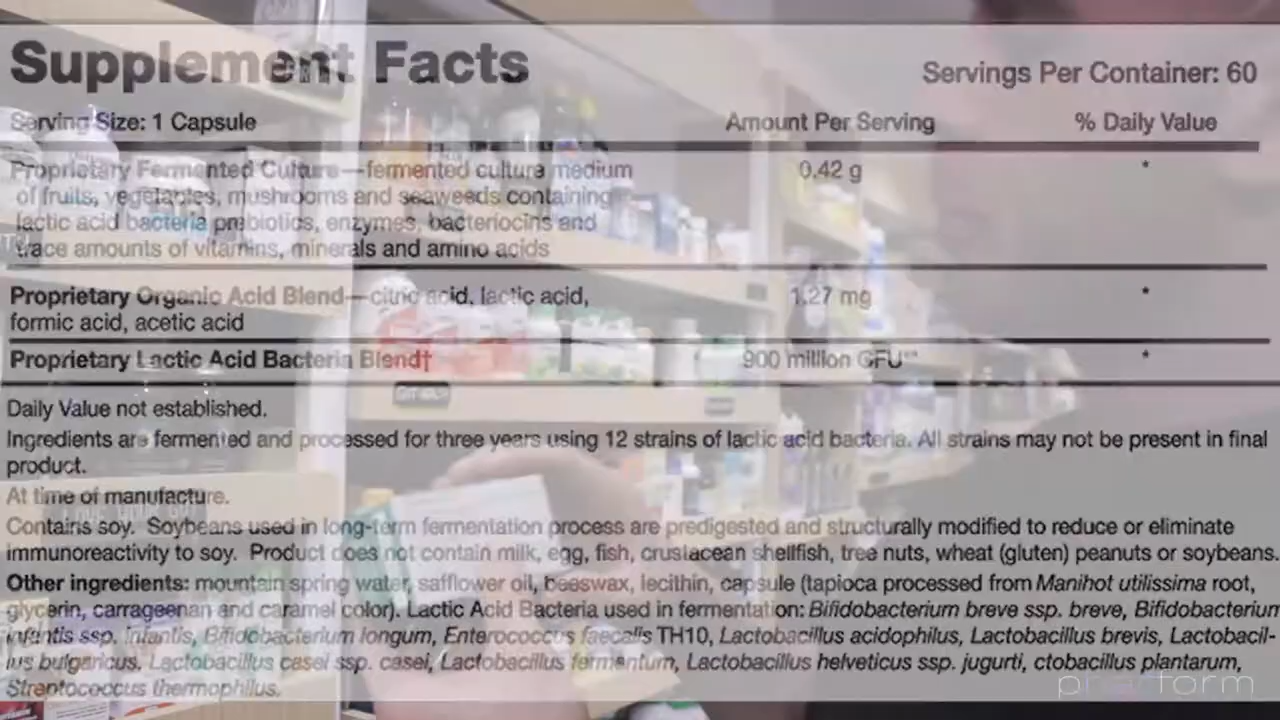 Supplement Facts
Servings Per Container: 60
Serving Size: 1 Capsule Amount Per Serving % Daily Value
Proprietary Fermented Culture—fermented culture medium 0.42 g *
of fruits, vegetables, mushrooms and seaweeds containing
lactic acid bacteria prebiotics, enzymes, bacteriocins and
trace amounts of vitamins, minerals and amino acids
Proprietary Organic Acid Blend—citric acid, lactic acid, 1.27 mg *
formic acid, acetic acid
Proprietary Lactic Acid Bacteria Blend† 900 million CFU** *
Daily Value not established.
Ingredients are fermented and processed for three years using 12 strains of lactic acid bacteria. All strains may not be present in final
product.
At time of manufacture.
Contains soy. Soybeans used in long-term fermentation process are predigested and structurally modified to reduce or eliminate
immunoreactivity to soy. Product does not contain milk, egg, fish, crustacean shellfish, tree nuts, wheat (gluten) peanuts or soybeans.
Other ingredients: mountain spring water, safflower oil, beeswax, lecithin, capsule (tapioca processed from Manihot utilissima root,
glycerin, carrageenan and caramel color). Lactic Acid Bacteria used in fermentation: Bifidobacterium breve ssp. breve, Bifidobacterium
infantis ssp. infantis, Bifidobacterium longum, Enterococcus faecalis TH10, Lactobacillus acidophilus, Lactobacillus brevis, Lactobacil-
lus bulgaricus. Lactobacillus casei ssp. casei, Lactobacillus fermentum, Lactobacillus helveticus ssp. jugurti, ctobacillus plantarum,
Streptococcus thermophilus.
pharform